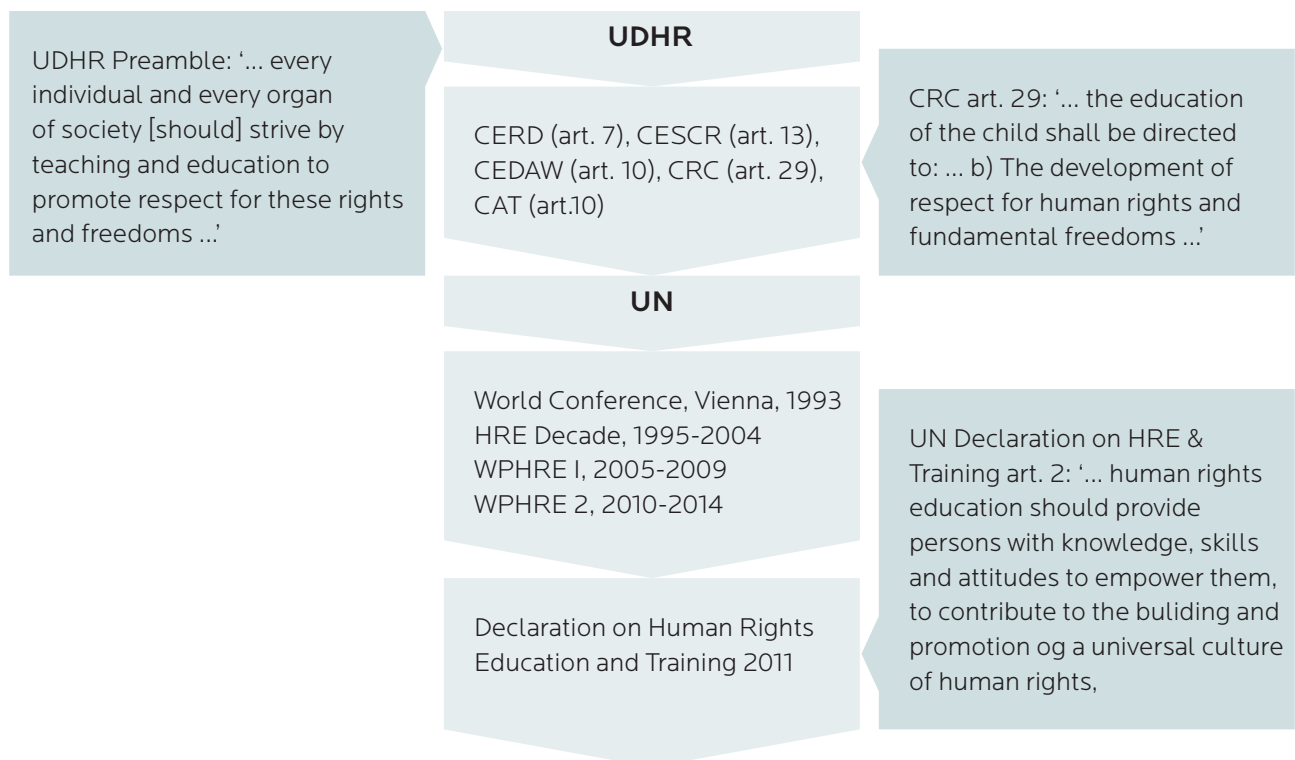 UDHR Preamble: ‘... every
individual and every organ
of society [should] strive by
teaching and education to
promote respect for these rights
and freedoms ...’
UDHR
CERD (art. 7), CESCR (art. 13),
CEDAW (art. 10), CRC (art. 29),
CAT (art.10)
CRC art. 29: ‘... the education
of the child shall be directed
to: ... b) The development of
respect for human rights and
fundamental freedoms ...’
UN
World Conference, Vienna, 1993
HRE Decade, 1995-2004
WPHRE I, 2005-2009
WPHRE 2, 2010-2014
UN Declaration on HRE &
Training art. 2: ‘... human rights
education should provide
persons with knowledge, skills
and attitudes to empower them,
to contribute to the buliding and
promotion og a universal culture
of human rights,
Declaration on Human Rights
Education and Training 2011